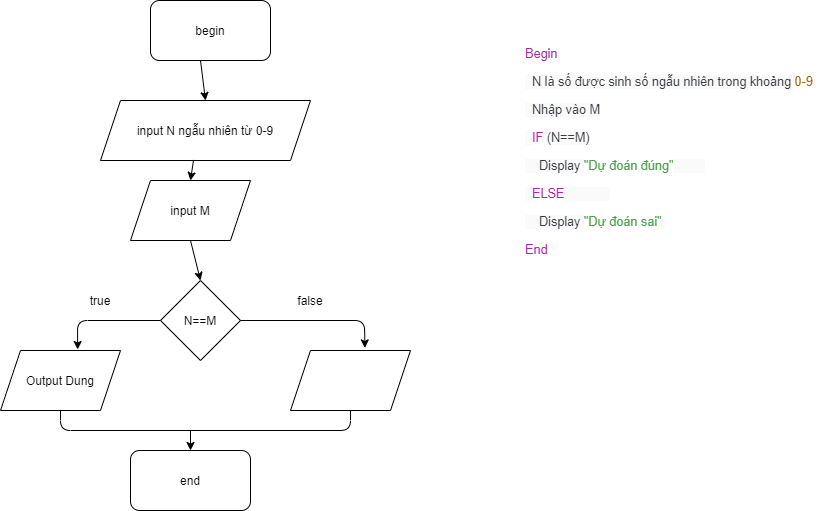 begin
input N ngẫu nhiên từ 0-9
input M
true
false
N==M
Output Dung
end
Begin
N là số được sinh số ngẫu nhiên trong khoảng 0-9
Nhập vào M
IF (N==M)
Display "Dự đoán đúng"
ELSE
Display "Dự đoán sai"
End